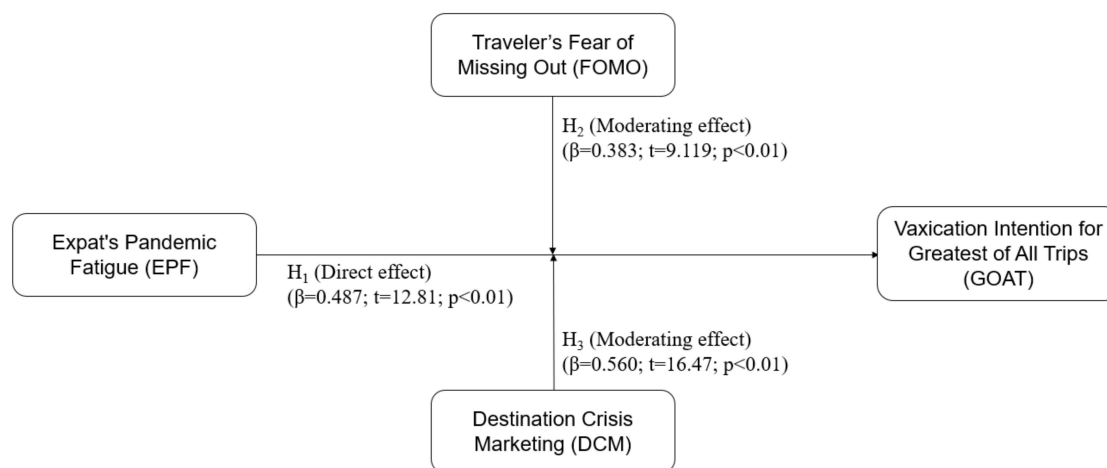 Traveler’s Fear of
Missing Out (FOMO)
H₂ (Moderating effect)
(β=0.383; t=9.119; p<0.01)
Expat's Pandemic
Fatigue (EPF)
H₁ (Direct effect)
(β=0.487; t=12.81; p<0.01)
Vaxication Intention for
Greatest of All Trips
(GOAT)
H₃ (Moderating effect)
(β=0.560; t=16.47; p<0.01)
Destination Crisis
Marketing (DCM)